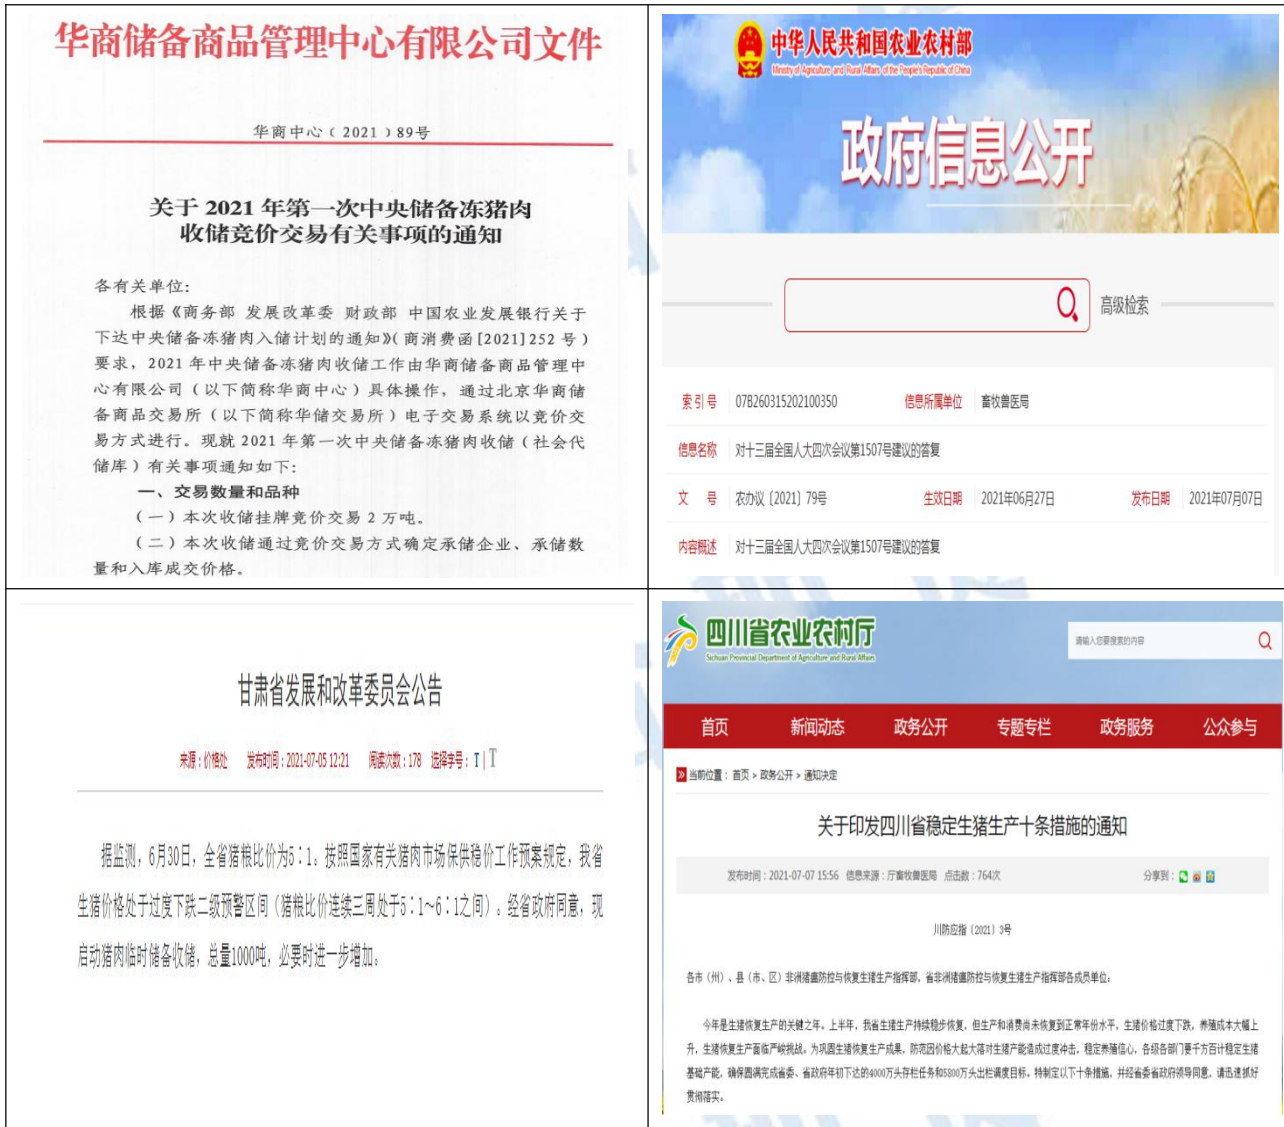 华商储备商品管理中心有限公司文件
华商中心﹝2021﹞89号
关于 2021 年第一次中央储备冻猪肉
收储竞价交易有关事项的通知
各有关单位：
根据《商务部 发展改革委 财政部 中国农业发展银行关于
下达中央储备冻猪肉入储计划的通知》（商消费函[2021]252 号）
要求，2021 年中央储备冻猪肉收储工作由华商储备商品管理中
心有限公司（以下简称华商中心）具体操作，通过北京华商储
备商品交易所（以下简称华储交易所）电子交易系统以竞价交
易方式进行。现就 2021 年第一次中央储备冻猪肉收储（社会代
储库）有关事项通知如下：
一、交易数量和品种
（一）本次收储挂牌竞价交易 2 万吨。
（二）本次收储通过竞价交易方式确定承储企业、承储数
量和入库成交价格。
中华人民共和国农业农村部
Ministry of Agriculture and Rural Affairs of the People's Republic of China
政府信息公开
高级检索
索 引 号 07B260315202100350 信息所属单位 畜牧兽医局
信息名称 对十三届全国人大四次会议第1507号建议的答复
文 号 农办议〔2021〕79号 生效日期 2021年06月27日 发布日期 2021年07月07日
内容概述 对十三届全国人大四次会议第1507号建议的答复
甘肃省发展和改革委员会公告
来源：价格处 发布时间：2021-07-05 12:21 阅读次数：178 选择字号： T | T
据监测，6月30日，全省猪粮比价为5：1。按照国家有关猪肉市场保供稳价工作预案规定，我省
生猪价格处于过度下跌二级预警区间（猪粮比价连续三周处于5：1～6：1之间）。经省政府同意，现
启动猪肉临时储备收储，总量1000吨，必要时进一步增加。
四川省农业农村厅
Sichuan Provincial Department of Agriculture and Rural Affairs
请输入您要搜索的内容
首页 新闻动态 政务公开 专题专栏 政务服务 公众参与
当前位置： 首页 » 政务公开 » 通知决定
关于印发四川省稳定生猪生产十条措施的通知
发布时间：2021-07-07 15:56 信息来源：厅畜牧兽医局 点击数：764次 分享到：
川防应指（2021）3号
各市（州）、县（市、区）非洲猪瘟防控与恢复生猪生产指挥部，省非洲猪瘟防控与恢复生猪生产指挥部各成员单位：
今年是生猪恢复生产的关键之年。上半年，我省生猪生产持续稳步恢复，但生产和消费尚未恢复到正常年份水平，生猪价格过度下跌，养殖成本大幅上
升，生猪恢复生产面临严峻挑战。为巩固生猪恢复生产成果，防范因价格大起大落对生猪产能造成过度冲击，稳定养殖信心，各级各部门要千方百计稳定生猪
基础产能，确保圆满完成省委、省政府年初下达的4000万头存栏任务和5800万头出栏调度目标。特制定以下十条措施，并经省委省政府领导同意，请迅速抓好
贯彻落实。